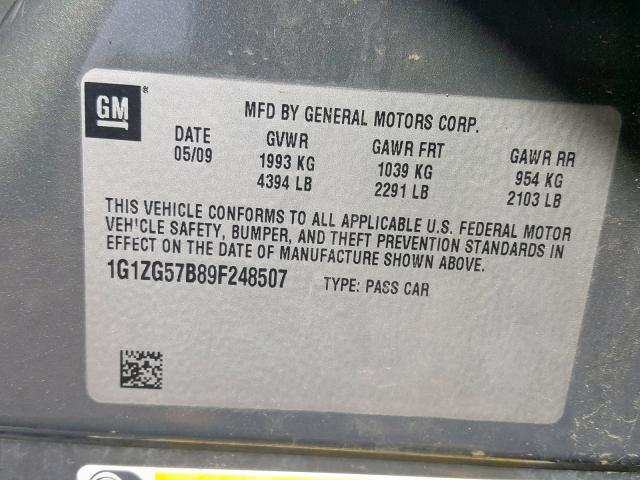 GM®
MFD BY GENERAL MOTORS CORP.
DATE GVWR GAWR FRT GAWR RR
05/09 1993 KG 1039 KG 954 KG
4394 LB 2291 LB 2103 LB
THIS VEHICLE CONFORMS TO ALL APPLICABLE U.S. FEDERAL MOTOR
VEHICLE SAFETY, BUMPER, AND THEFT PREVENTION STANDARDS IN
EFFECT ON THE DATE OF MANUFACTURE SHOWN ABOVE.
1G1ZG57B89F248507 TYPE: PASS CAR